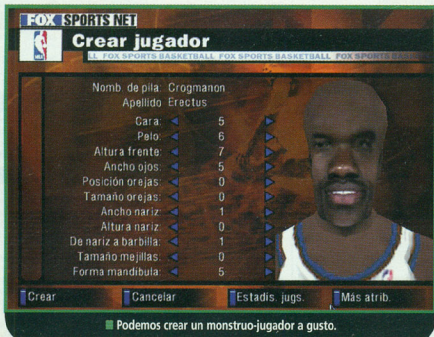 FOX SPORTS NET
NBA
Crear jugador
LL FOX SPORTS BASKETBALL FOX SPORTS BASKETBALL FOX SPORTS BASKETBALL
Nomb. de pila: Crogmanon
Apellido Erectus
Cara: 5
Pelo: 6
Altura frente: 7
Ancho ojos: 5
Posición orejas: 0
Tamaño orejas: 0
Ancho nariz: 1
Altura nariz: 0
De nariz a barbilla: 1
Tamaño mejillas: 0
Forma mandíbula: 5
Crear Cancelar Estadís. jugs. Más atrib.
Podemos crear un monstruo-jugador a gusto.